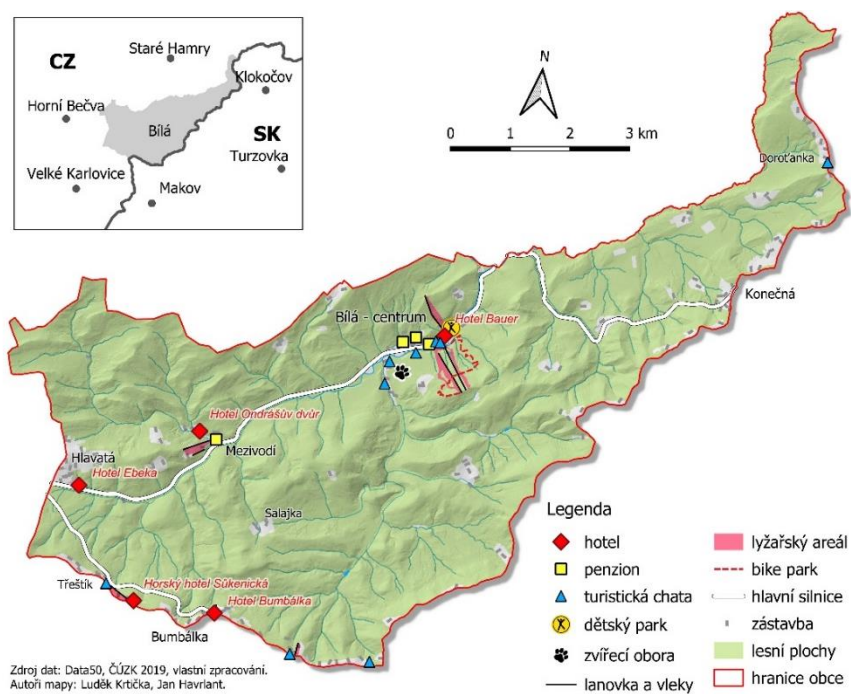 CZ
Staré Hamry
Klokočov
Horní Bečva
Bílá
SK
Turzovka
Velké Karlovice
Makov
N
0 1 2 3 km
Doroťanka
Konečná
Bílá - centrum
Hotel Bauer
Hotel Ondrášův dvůr
Mezivodí
Hlavatá
Hotel Ebeka
Salajka
Třeštík
Horský hotel Súkenická
Hotel Bumbálka
Bumbálka
Legenda
hotel
penzion
turistická chata
dětský park
zvířecí obora
lanovka a vleky
lyžařský areál
bike park
hlavní silnice
zástavba
lesní plochy
hranice obce
Zdroj dat: Data50, ČÚZK 2019, vlastní zpracování.
Autoři mapy: Luděk Krtička, Jan Havrlant.